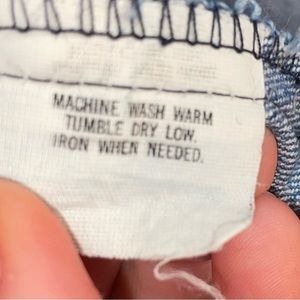 MACHINE WASH WARM
TUMBLE DRY LOW.
IRON WHEN NEEDED.